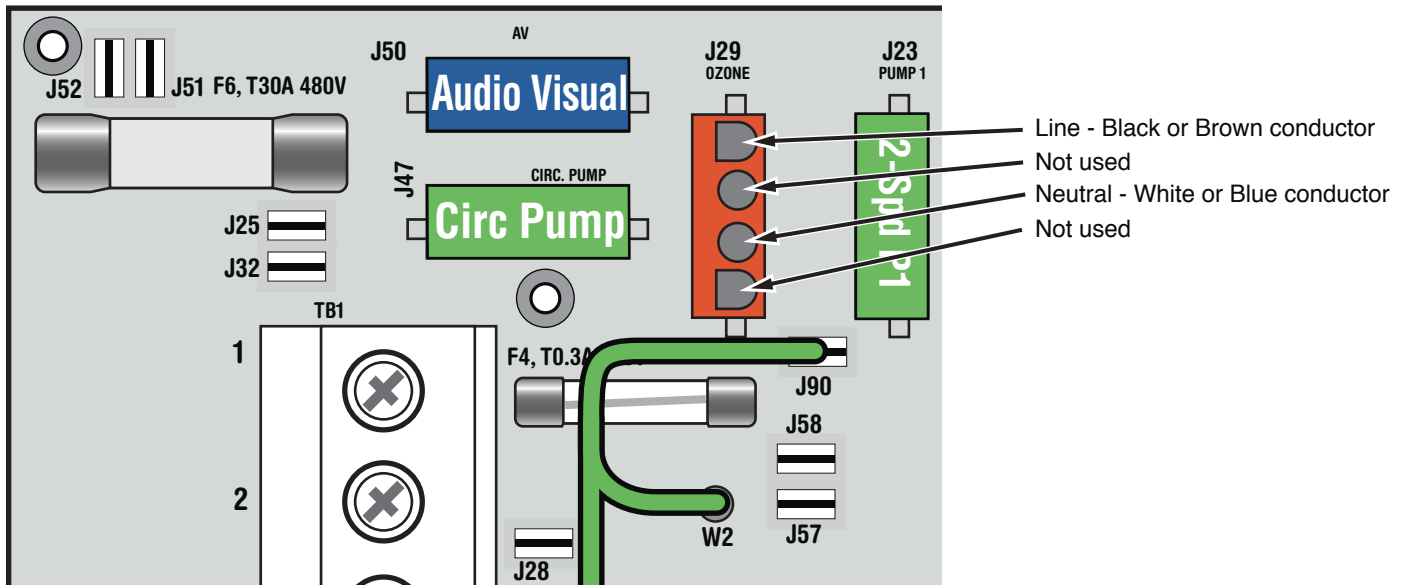 AV
J50
J29
OZONE
J23
PUMP 1
J52
J51
F6, T30A 480V
Audio Visual
Line - Black or Brown conductor
Not used
Neutral - White or Blue conductor
Not used
2-Spd P1
J47
CIRC. PUMP
Circ Pump
J25
J32
TB1
1
F4, T0.3A
J90
J58
2
W2
J57
J28